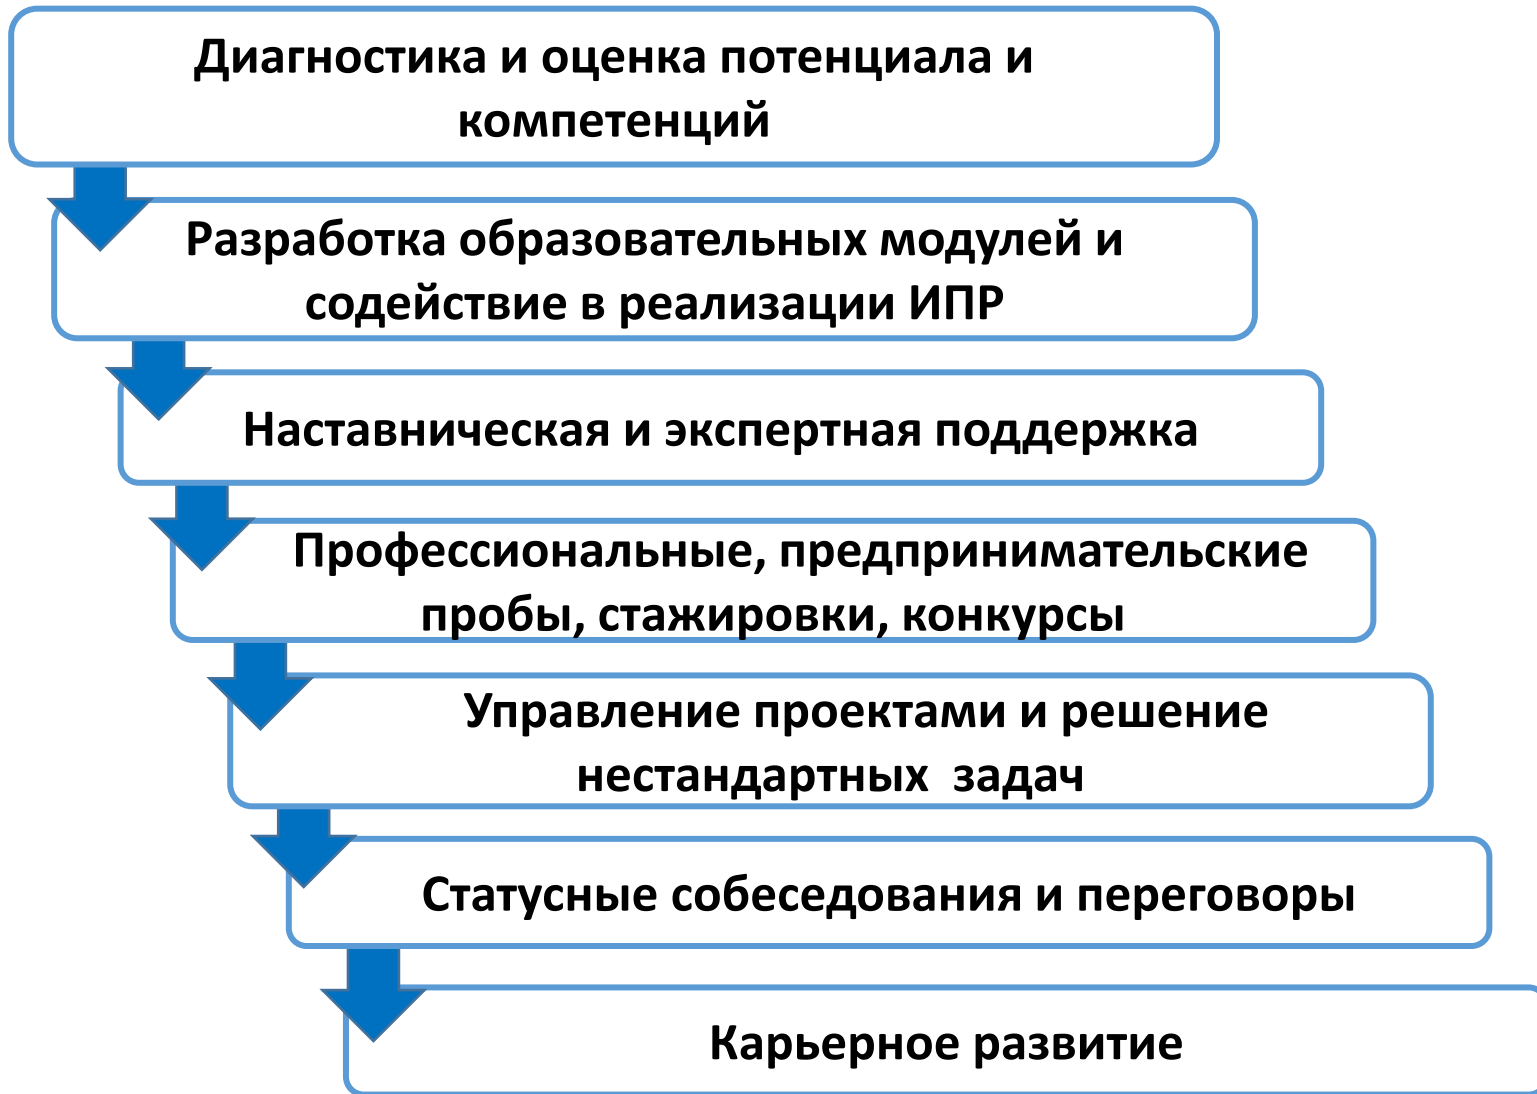 Диагностика и оценка потенциала и
компетенций
Разработка образовательных модулей и
содействие в реализации ИПР
Наставническая и экспертная поддержка
Профессиональные, предпринимательские
пробы, стажировки, конкурсы
Управление проектами и решение
нестандартных  задач
Статусные собеседования и переговоры
Карьерное развитие